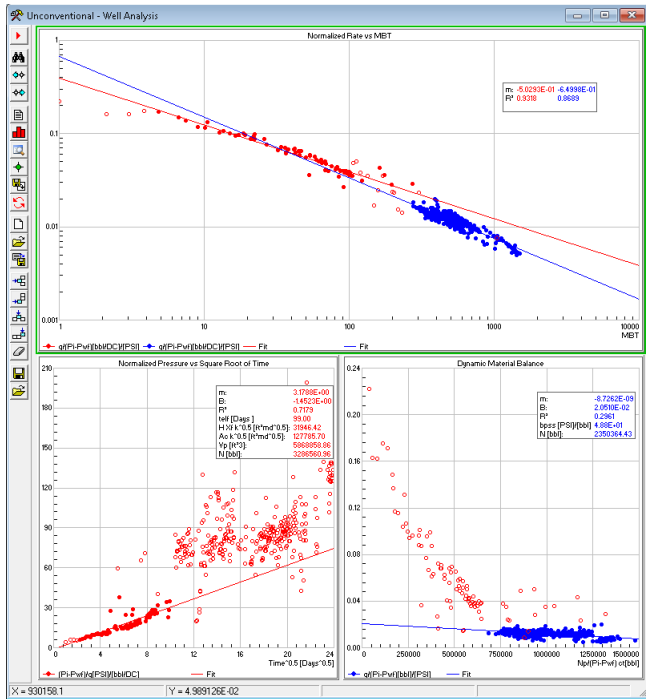 Unconventional - Well Analysis
Normalized Rate vs MBT
1
0.1
0.01
0.001
m: -5.0293E-01 -6.4998E-01
R² 0.9318 0.8689
1 10 100 1000 10000
MBT
q/(Pi-Pwf)[bbl/DC]/[PSI] q/(Pi-Pwf)[bbl/DC]/[PSI] Fit Fit
Normalized Pressure vs Square Root of Time
210
180
150
120
90
60
30
0
m: 3.1788E+00
B: -1.4523E+00
R² 0.7179
telf [Days ] 99.00
H Xf k^0.5 [ft*md^0.5]: 31946.42
Ac k^0.5 [ft²md^0.5]: 127785.70
Vp [ft^3]: 5868858.86
N [bbl]: 3286560.96
0 4 8 12 16 20 24
Time^0.5 [Days^0.5]
(Pi-Pwf)/q[PSI]/[bbl/DC] Fit
Dynamic Material Balance
0.24
0.20
0.16
0.12
0.08
0.04
0.00
m: -8.7262E-09
B: 2.0510E-02
R² 0.2961
bpss [PSI]/[bbl] 4.88E+01
N [bbl]: 2350364.43
0 250000 500000 750000 1000000 1250000 1500000
Np/(Pi-Pwf) ct[bbl]
q/(Pi-Pwf)[bbl]/[PSI] Fit
X = 930158.1 Y = 4.989126E-02